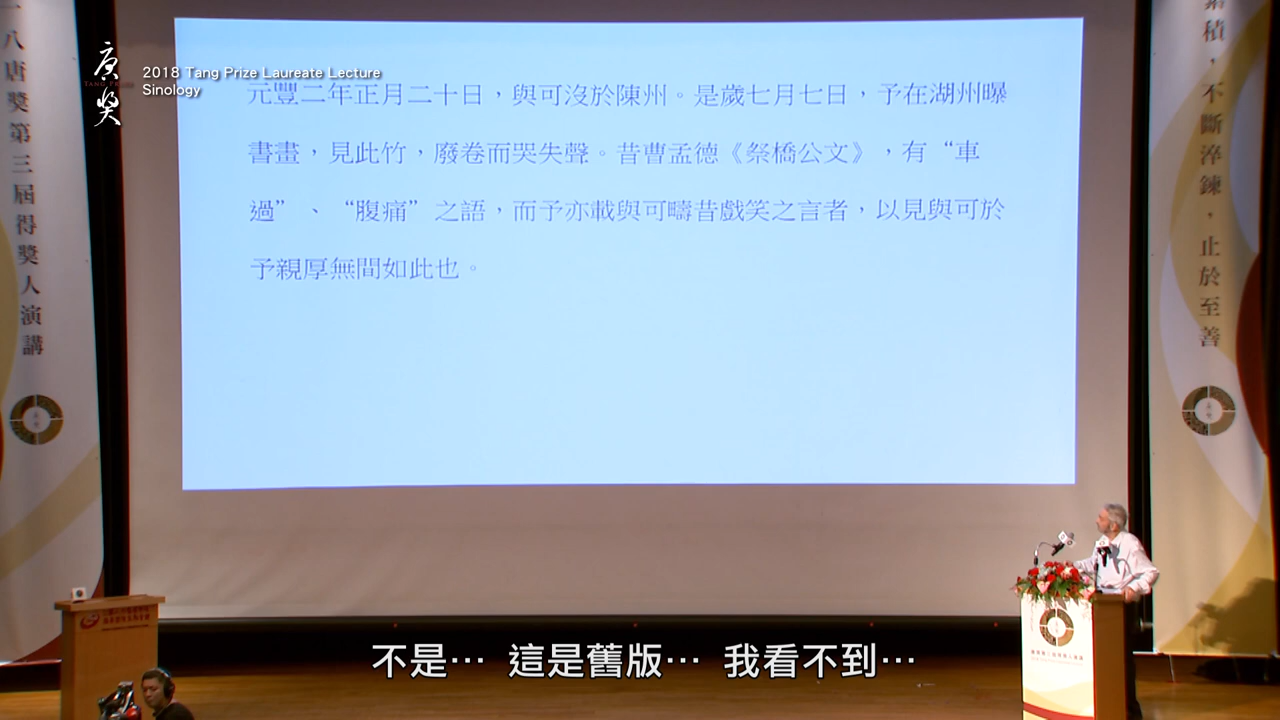 唐獎
TANG PRIZE
2018 Tang Prize Laureate Lecture
Sinology
元豐二年正月二十日，與可沒於陳州。是歲七月七日，予在湖州曝
書畫，見此竹，廢卷而哭失聲。昔曹孟德《祭橋公文》，有“車
過”、“腹痛”之語，而予亦載與可疇昔戲笑之言者，以見與可於
予親厚無間如此也。
一八唐獎第三屆得獎人演講
積，不斷淬鍊，止於至善
不是… 這是舊版… 我看不到…